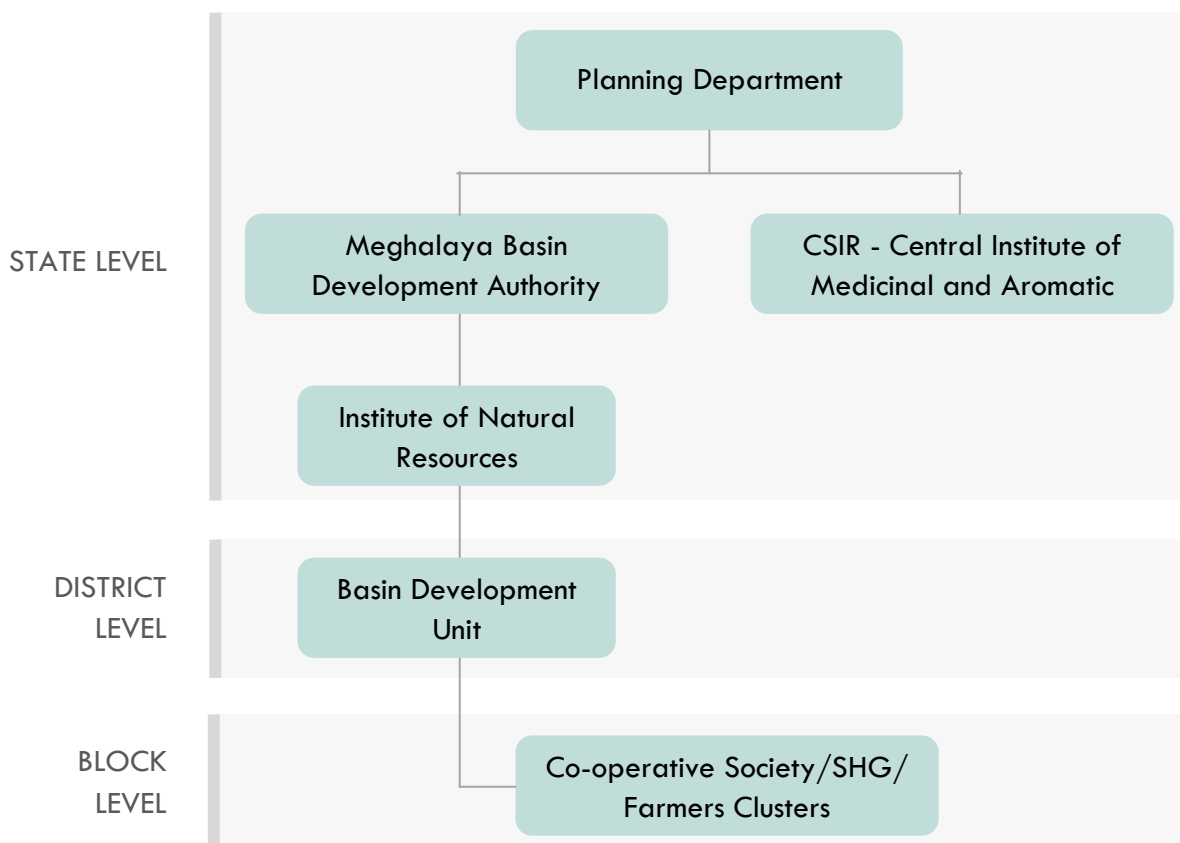 Planning Department
STATE LEVEL
Meghalaya Basin
Development Authority
CSIR - Central Institute of
Medicinal and Aromatic
Institute of Natural
Resources
DISTRICT
LEVEL
Basin Development
Unit
BLOCK
LEVEL
Co-operative Society/SHG/
Farmers Clusters